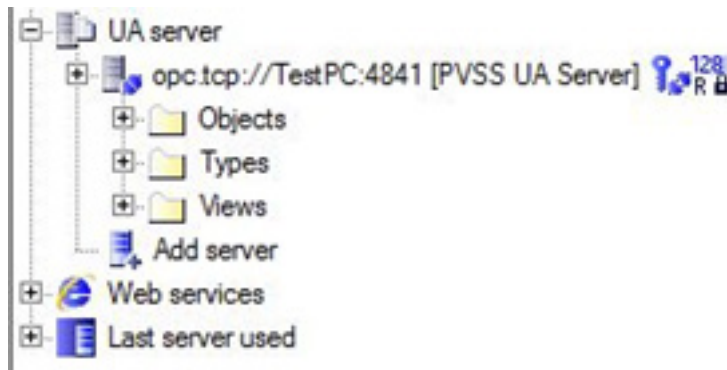 UA server
opc.tcp://TestPC:4841 [PVSS UA Server] 128 R
Objects
Types
Views
Add server
Web services
Last server used